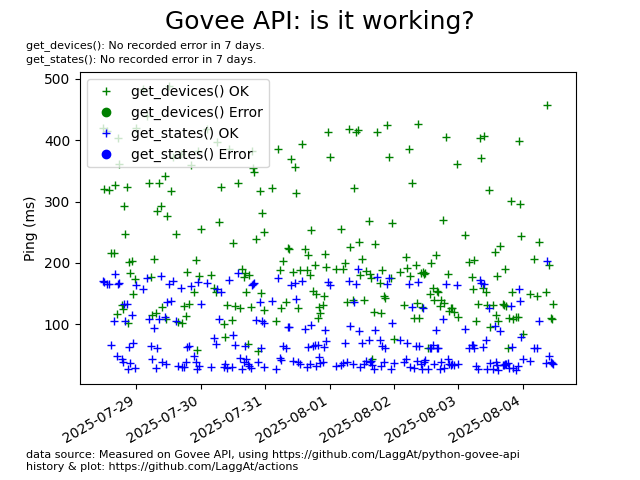 Govee API: is it working?
get_devices(): No recorded error in 7 days.
get_states(): No recorded error in 7 days.
500
400
300
200
100
Ping (ms)
get_devices() OK
get_devices() Error
get_states() OK
get_states() Error
2025-07-29
2025-07-30
2025-07-31
2025-08-01
2025-08-02
2025-08-03
2025-08-04
data source: Measured on Govee API, using https://github.com/LaggAt/python-govee-api
history & plot: https://github.com/LaggAt/actions